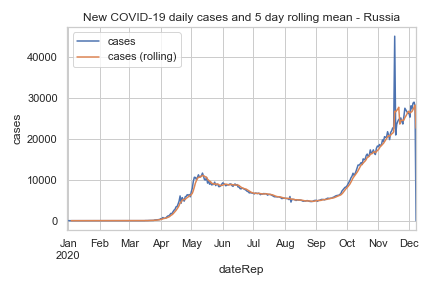 New COVID-19 daily cases and 5 day rolling mean - Russia
cases
cases (rolling)
40000
30000
20000
10000
0
cases
Jan Feb Mar Apr May Jun Jul Aug Sep Oct Nov Dec
2020
dateRep